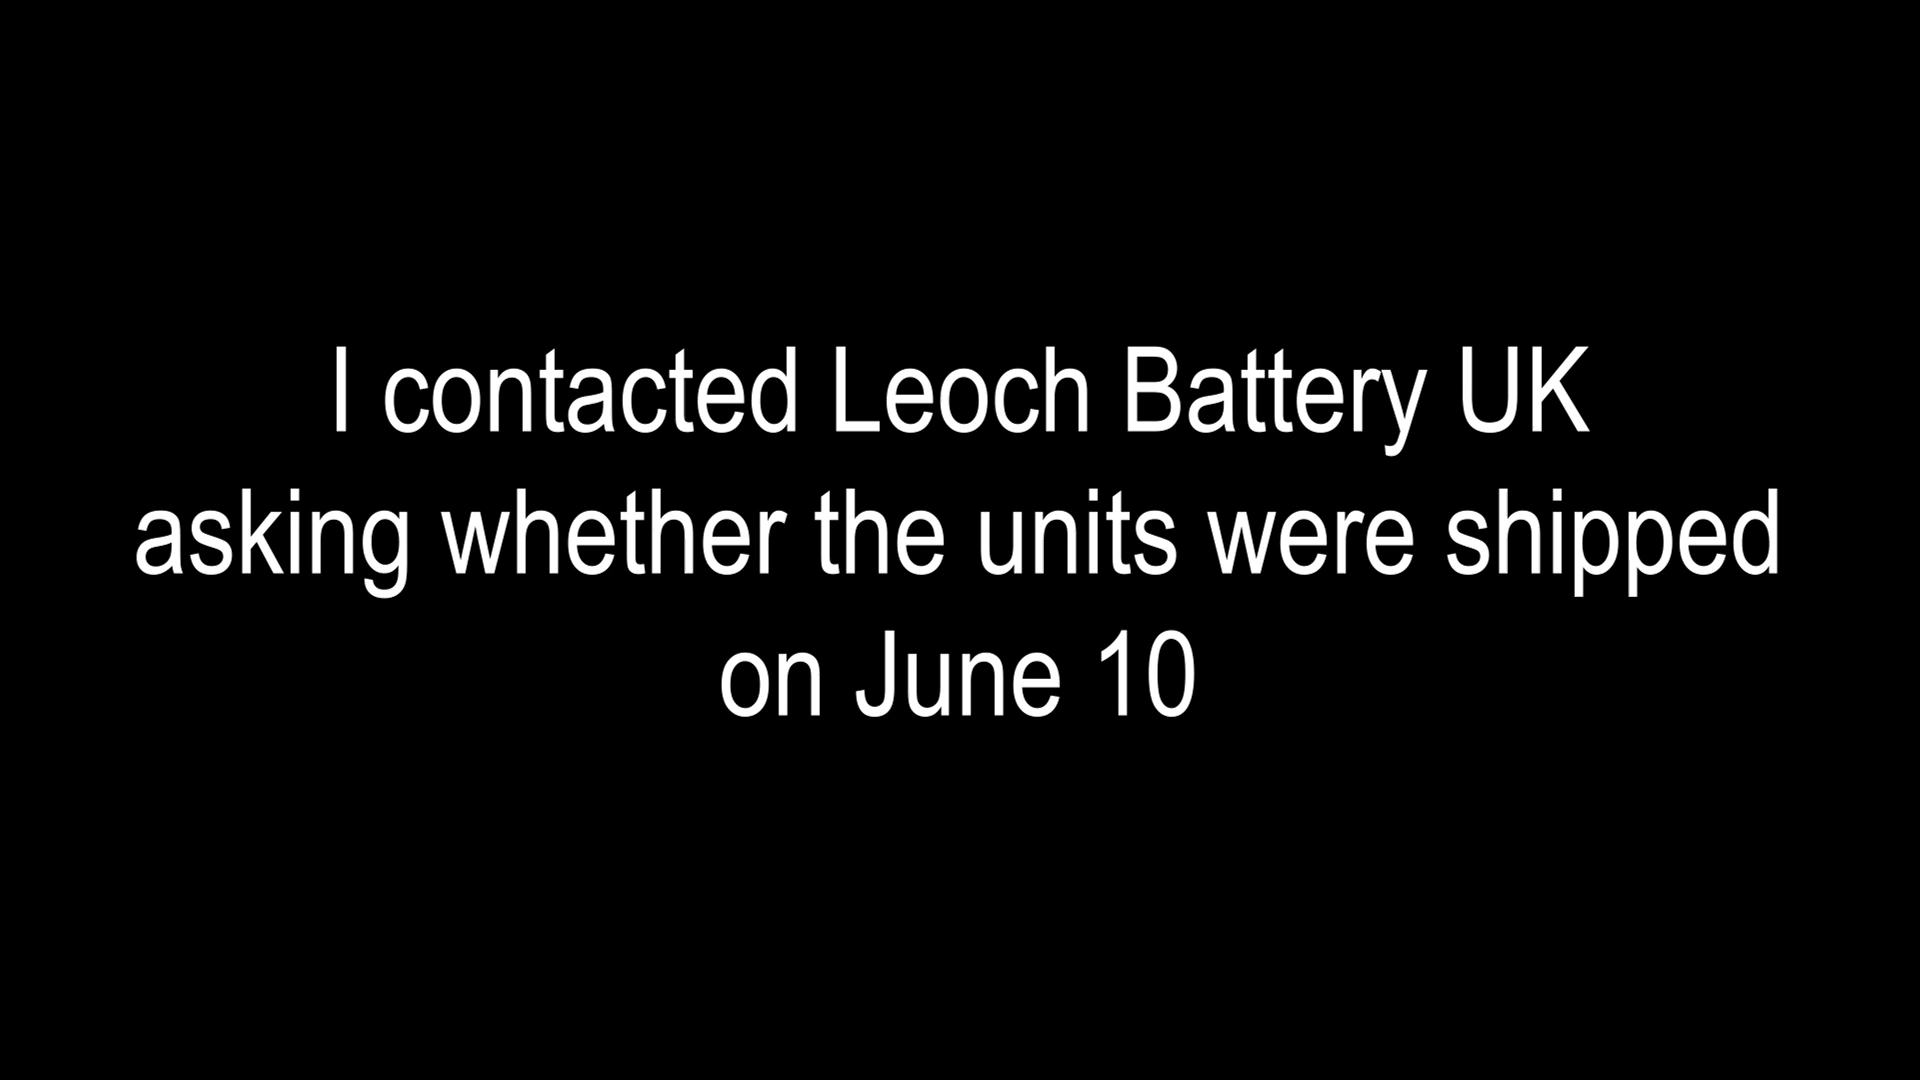 I contacted Leoch Battery UK
asking whether the units were shipped
on June 10